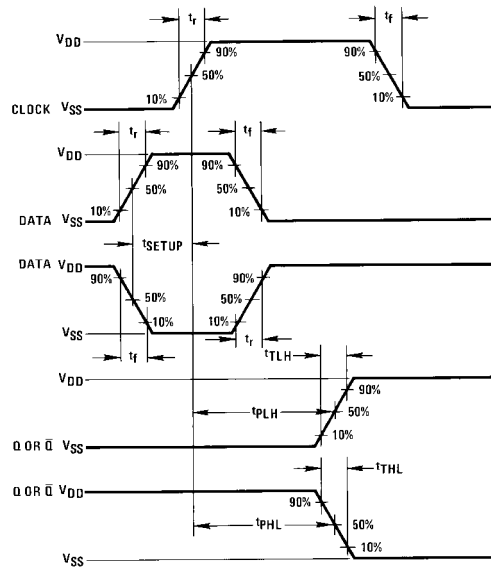 tr
tf
VDD
90%
90%
50%
50%
10%
10%
CLOCK VSS
tr
tf
VDD
90%
90%
50%
50%
10%
10%
DATA VSS
tSETUP
DATA VDD
90%
90%
50%
50%
10%
10%
VSS
tf
tr
tTLH
VDD
90%
tPLH
50%
10%
Q OR Q̅ VSS
tTHL
Q OR Q̅ VDD
90%
tPHL
50%
10%
VSS